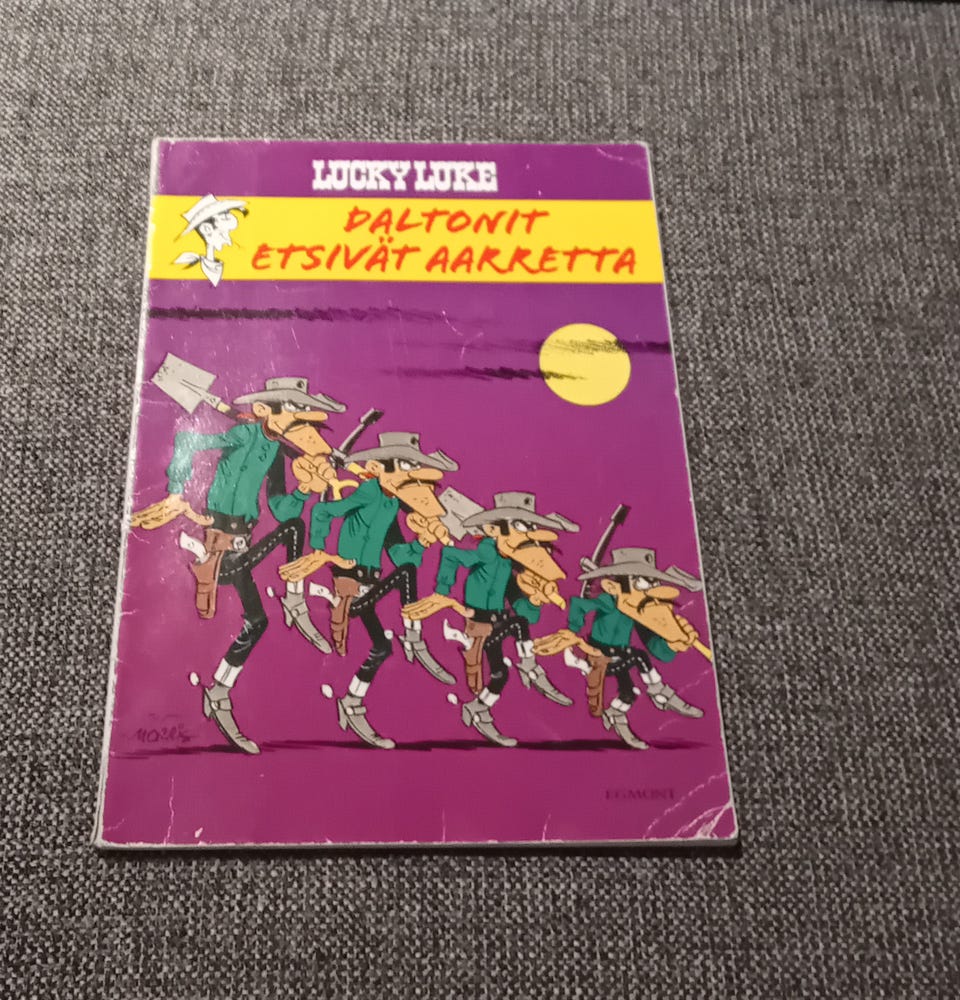 LUCKY LUKE
DALTONIT
ETSIVÄT AARRETTA
MORRIS
EGMONT